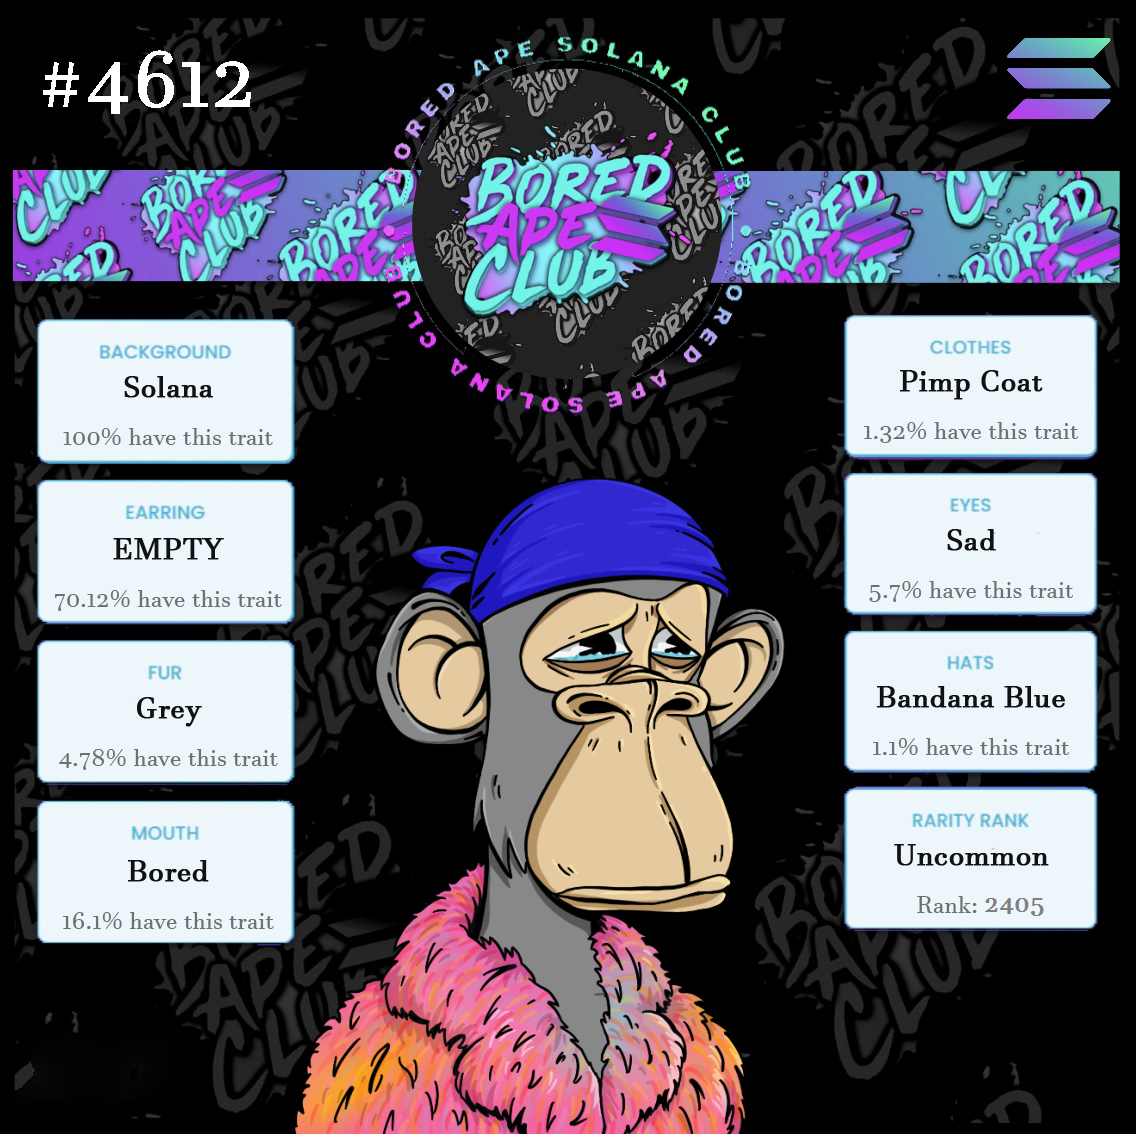 #4612
BORED APE SOLANA CLUB
BORED APE SOLANA CLUB
BORED
APE
CLUB
BACKGROUND
Solana
100% have this trait
EARRING
EMPTY
70.12% have this trait
FUR
Grey
4.78% have this trait
MOUTH
Bored
16.1% have this trait
CLOTHES
Pimp Coat
1.32% have this trait
EYES
Sad
5.7% have this trait
HATS
Bandana Blue
1.1% have this trait
RARITY RANK
Uncommon
Rank: 2405